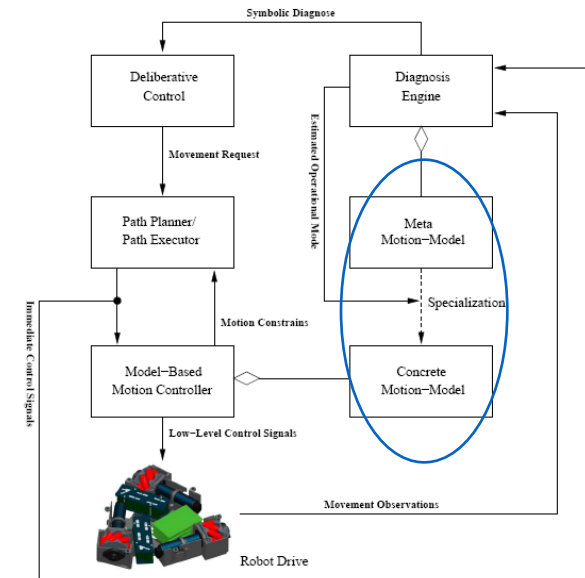 Symbolic Diagnose
Deliberative
Control
Diagnosis
Engine
Estimated Operational Mode
Movement Request
Path Planner/
Path Executor
Meta
Motion-Model
Specialization
Immediate Control Signals
Motion Constrains
Model-Based
Motion Controller
Concrete
Motion-Model
Low-Level Control Signals
Movement Observations
Robot Drive